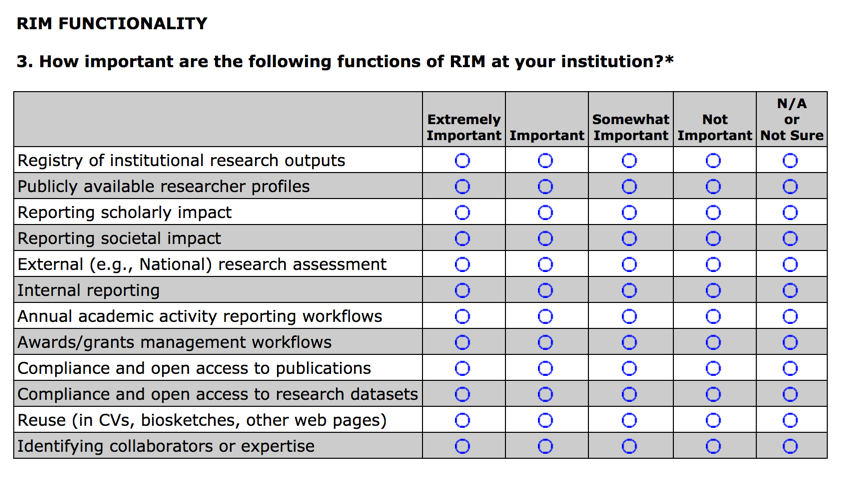 RIM FUNCTIONALITY
3. How important are the following functions of RIM at your institution?*
Extremely Important Important Somewhat Important Not Important N/A or Not Sure
Registry of institutional research outputs
Publicly available researcher profiles
Reporting scholarly impact
Reporting societal impact
External (e.g., National) research assessment
Internal reporting
Annual academic activity reporting workflows
Awards/grants management workflows
Compliance and open access to publications
Compliance and open access to research datasets
Reuse (in CVs, biosketches, other web pages)
Identifying collaborators or expertise